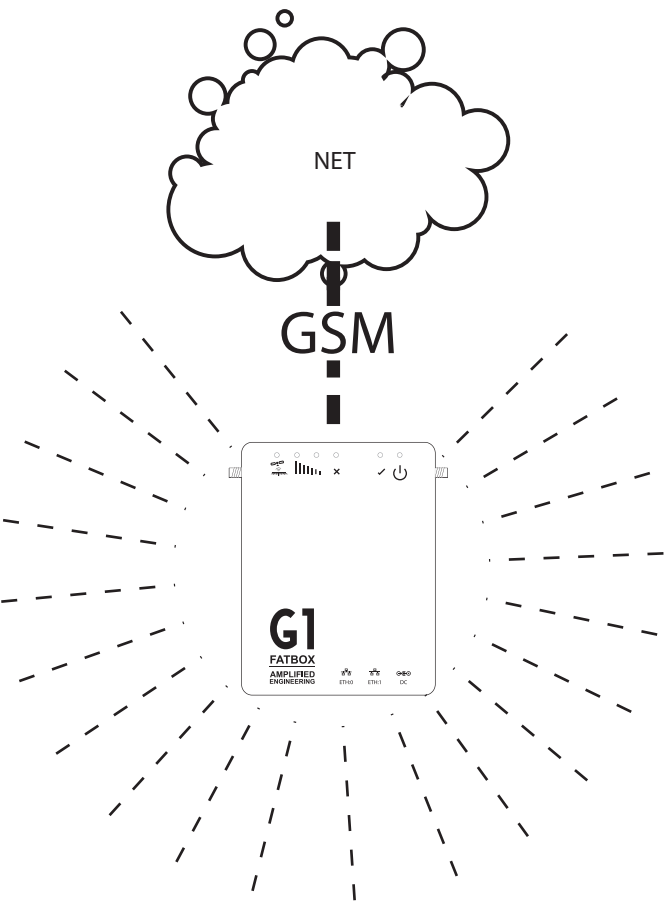 NET
GSM
G1
FATBOX
AMPLIFIED
ENGINEERING
ETH:0 ETH:1 DC